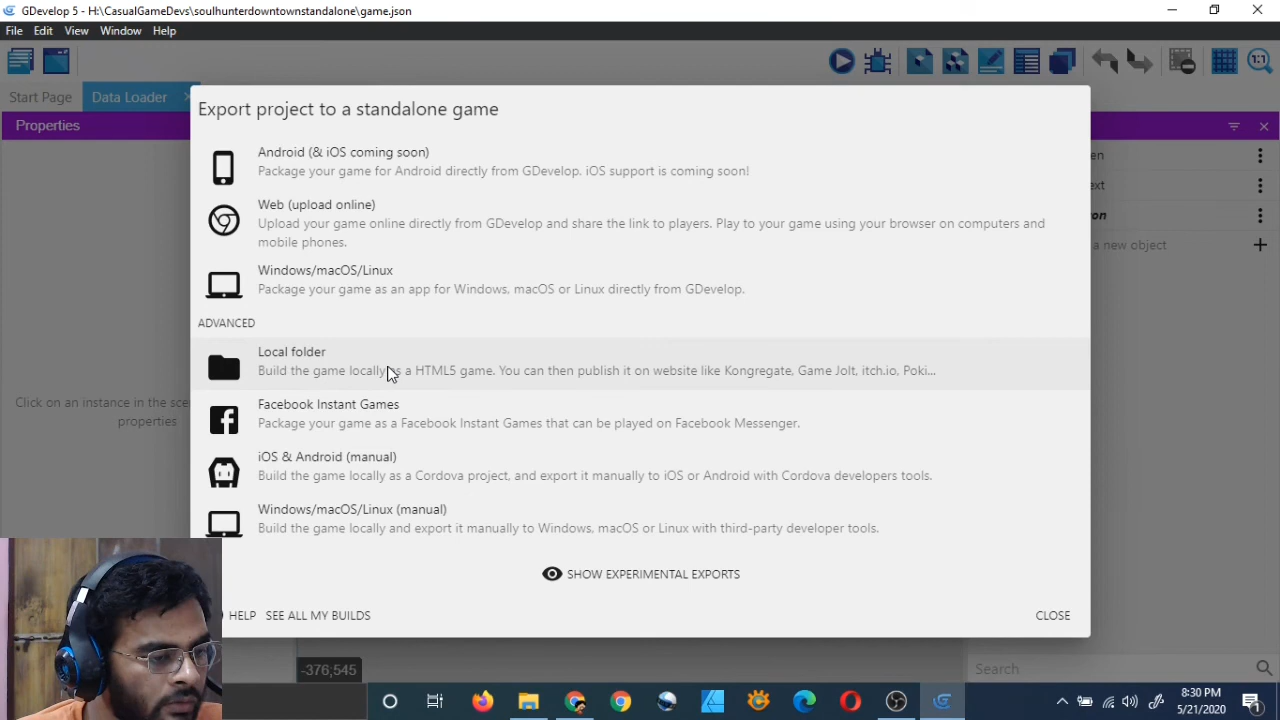 GDevelop 5 - H:\CasualGameDevs\soulhunterdowntownstandalone\game.json
File Edit View Window Help
Start Page Data Loader
Properties
Export project to a standalone game
Android (& iOS coming soon)
Package your game for Android directly from GDevelop. iOS support is coming soon!
Web (upload online)
Upload your game online directly from GDevelop and share the link to players. Play to your game using your browser on computers and
mobile phones.
Windows/macOS/Linux
Package your game as an app for Windows, macOS or Linux directly from GDevelop.
ADVANCED
Local folder
Build the game locally as a HTML5 game. You can then publish it on website like Kongregate, Game Jolt, itch.io, Poki...
Facebook Instant Games
Package your game as a Facebook Instant Games that can be played on Facebook Messenger.
iOS & Android (manual)
Build the game locally as a Cordova project, and export it manually to iOS or Android with Cordova developers tools.
Windows/macOS/Linux (manual)
Build the game locally and export it manually to Windows, macOS or Linux with third-party developer tools.
SHOW EXPERIMENTAL EXPORTS
HELP SEE ALL MY BUILDS
CLOSE
Click on an instance in the sce
properties
a new object
1:1
-376;545
Search
8:30 PM
5/21/2020
1